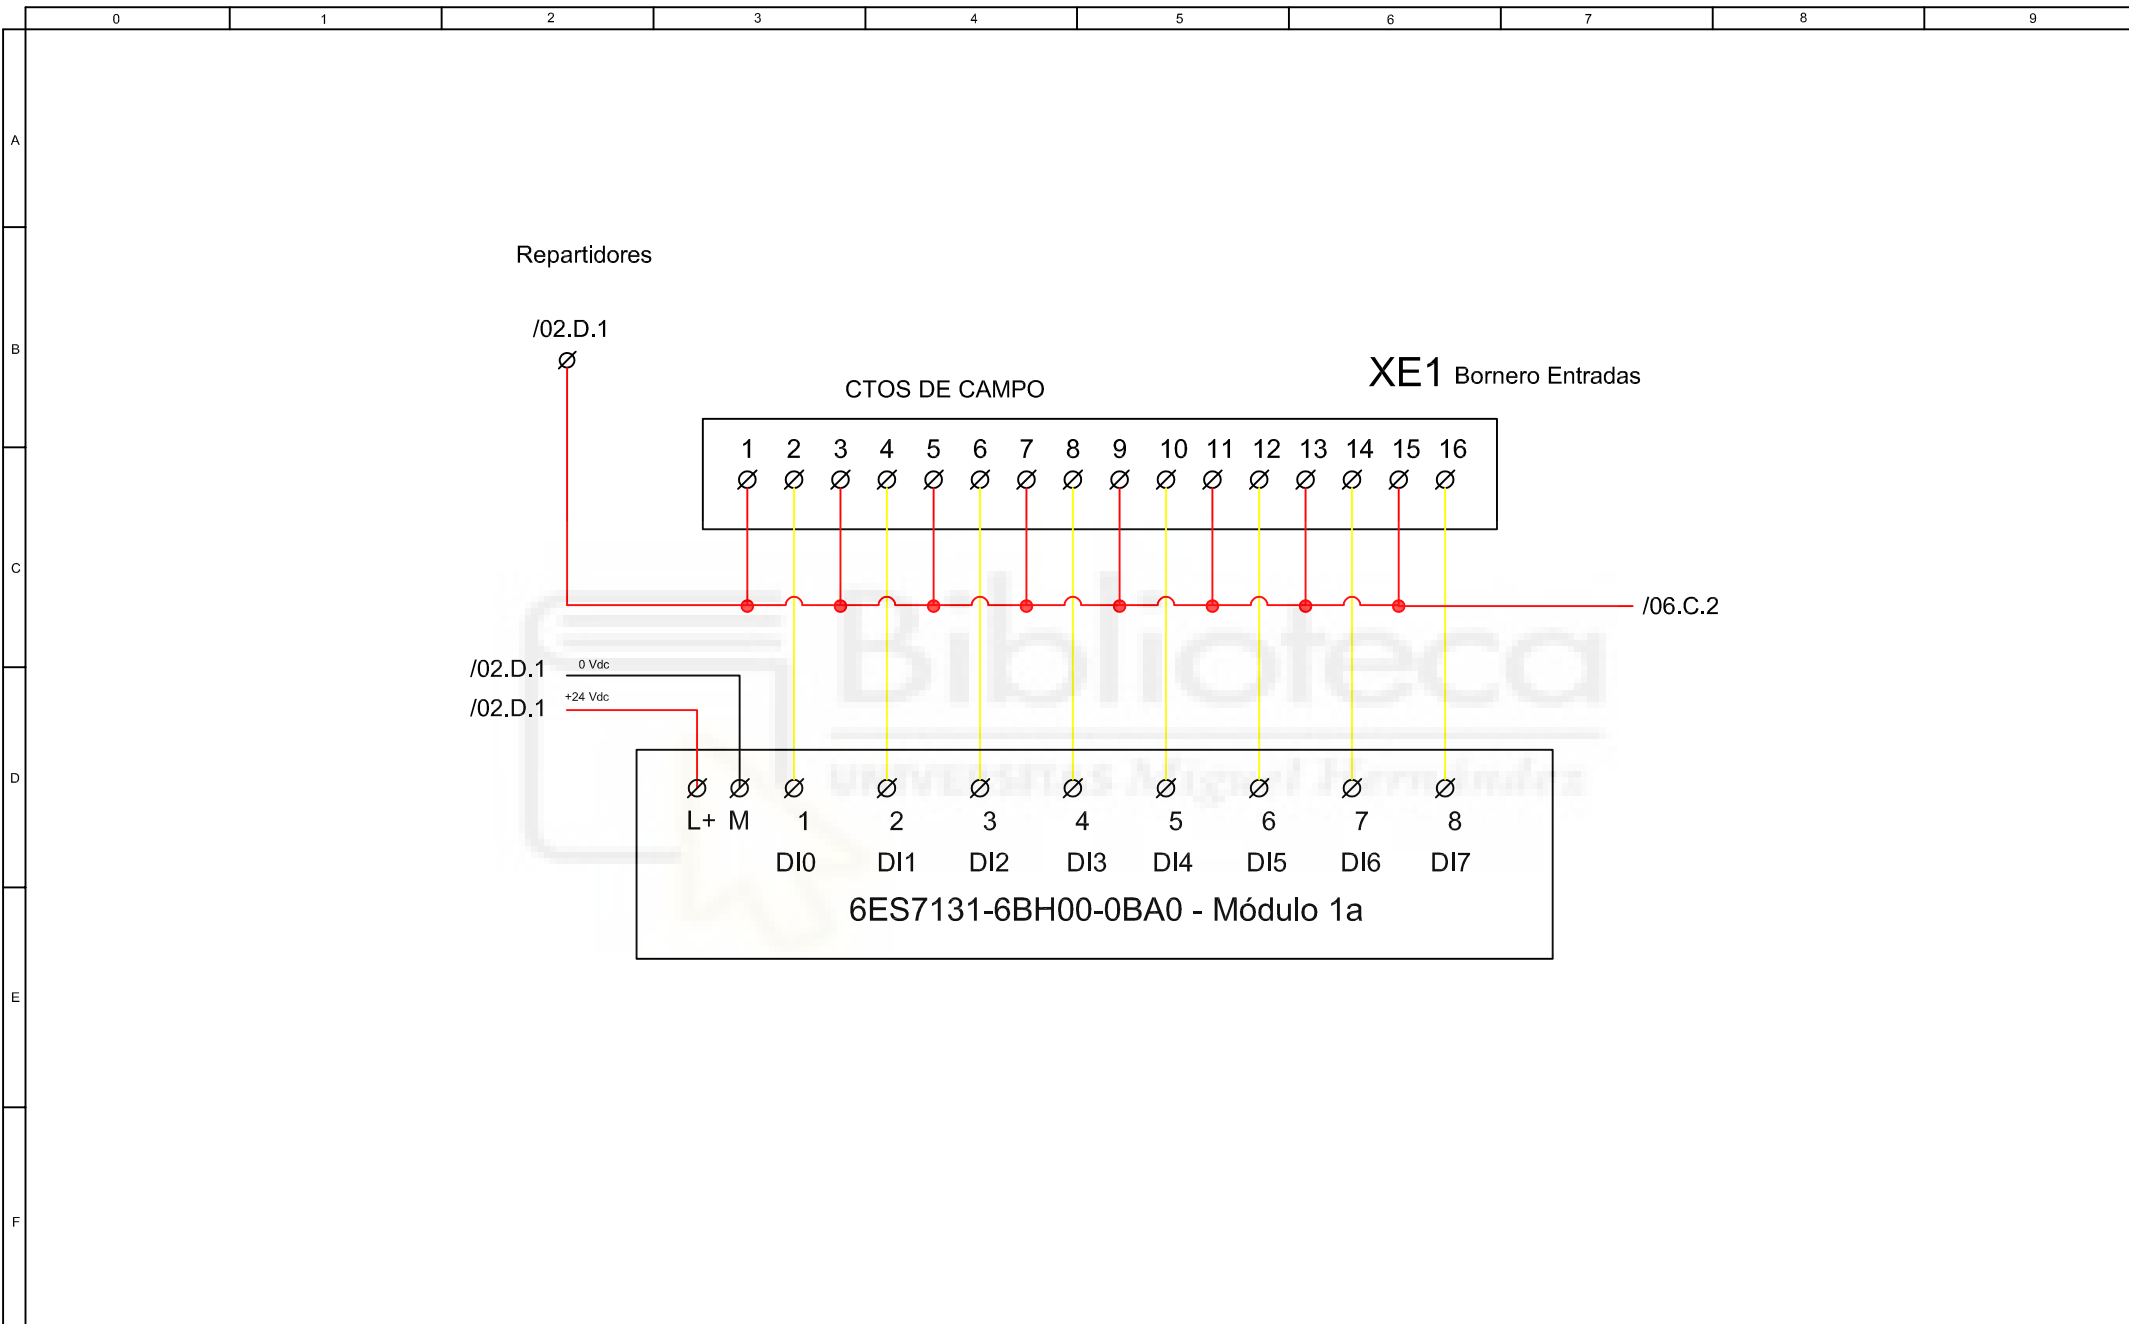 0 1 2 3 4 5 6 7 8 9
A
Repartidores
/02.D.1
B
XE1 Bornero Entradas
CTOS DE CAMPO
1 2 3 4 5 6 7 8 9 10 11 12 13 14 15 16
C
Biblioteca
/06.C.2
/02.D.1 0 Vdc
/02.D.1 +24 Vdc
D
UNIVERSITAS Miguel Hernández
L+ M 1 2 3 4 5 6 7 8
DI0 DI1 DI2 DI3 DI4 DI5 DI6 DI7
6ES7131-6BH00-0BA0 - Módulo 1a
E
F